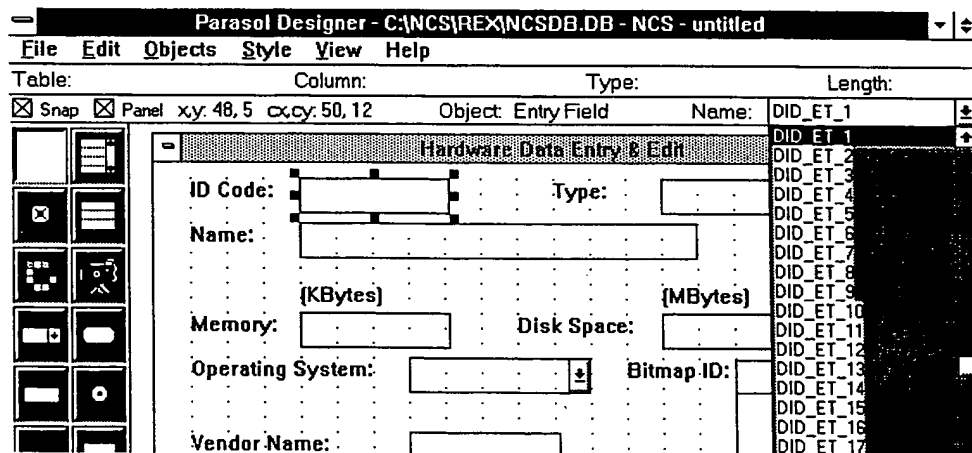 Parasol Designer - C:\NCS\REX\NCSDB.DB - NCS - untitled
File Edit Objects Style View Help
Table: Column: Type: Length:
Snap Panel x,y: 48, 5 cx,cy: 50, 12 Object: Entry Field Name: DID_ET_1
DID_ET_1
Hardware Data Entry & Edit
DID_ET_2
DID_ET_3
ID Code: Type:
DID_ET_4
DID_ET_5
Name:
DID_ET_6
DID_ET_7
DID_ET_8
(KBytes) (MBytes)
DID_ET_9
DID_ET_10
Memory: Disk Space:
DID_ET_11
DID_ET_12
Operating System: Bitmap ID:
DID_ET_13
DID_ET_14
DID_ET_15
DID_ET_16
Vendor Name:
DID_ET_17